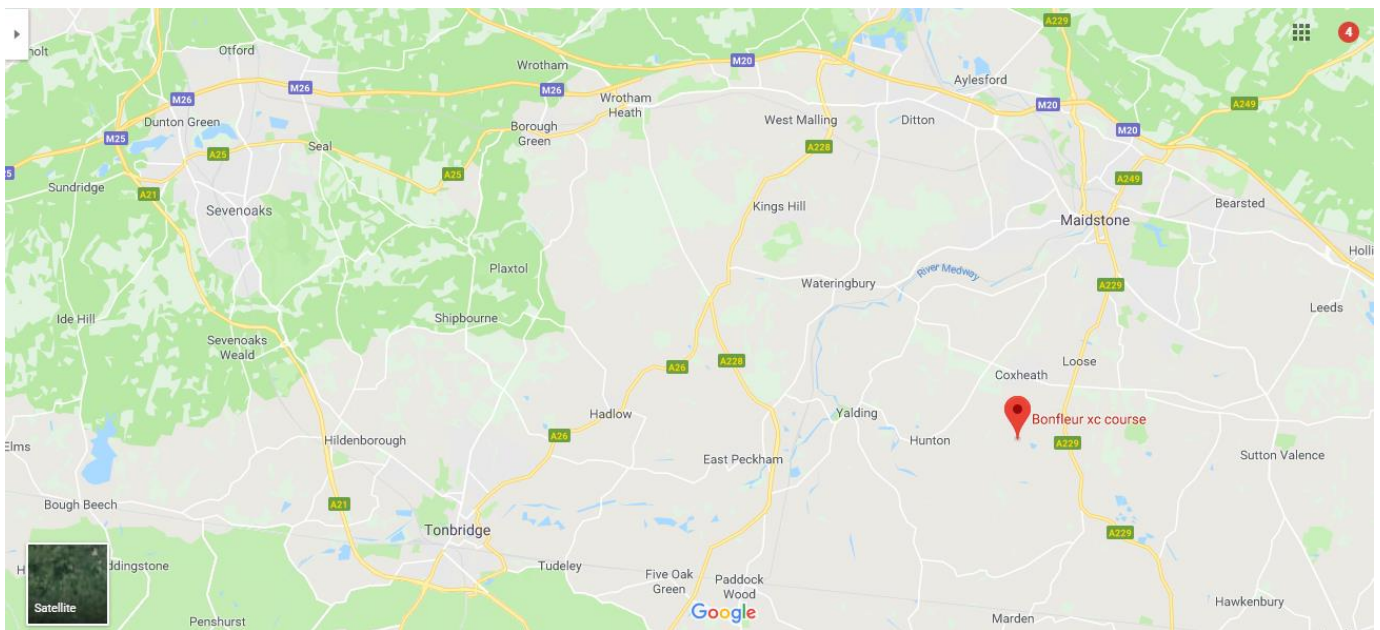 A229
4
Otford
M20
Wrotham
M26
M26
M26
Aylesford
Wrotham
Heath
M20
A249
Dunton Green
West Malling
Ditton
Borough
Green
M20
M25
Seal
A228
A25
A25
Sundridge
A21
A249
Sevenoaks
Kings Hill
Bearsted
Maidstone
Plaxtol
River Medway
Wateringbury
A229
Leeds
Ide Hill
Shipbourne
Sevenoaks
Weald
A228
A26
Loose
Coxheath
Hadlow
Yalding
Bonfleur xc course
A26
Hildenborough
Hunton
A229
East Peckham
Sutton Valence
Bough Beech
A21
Tonbridge
A229
Tudeley
Five Oak
Green
Paddock
Wood
Satellite
Google
Hawkenbury
Penshurst
Marden